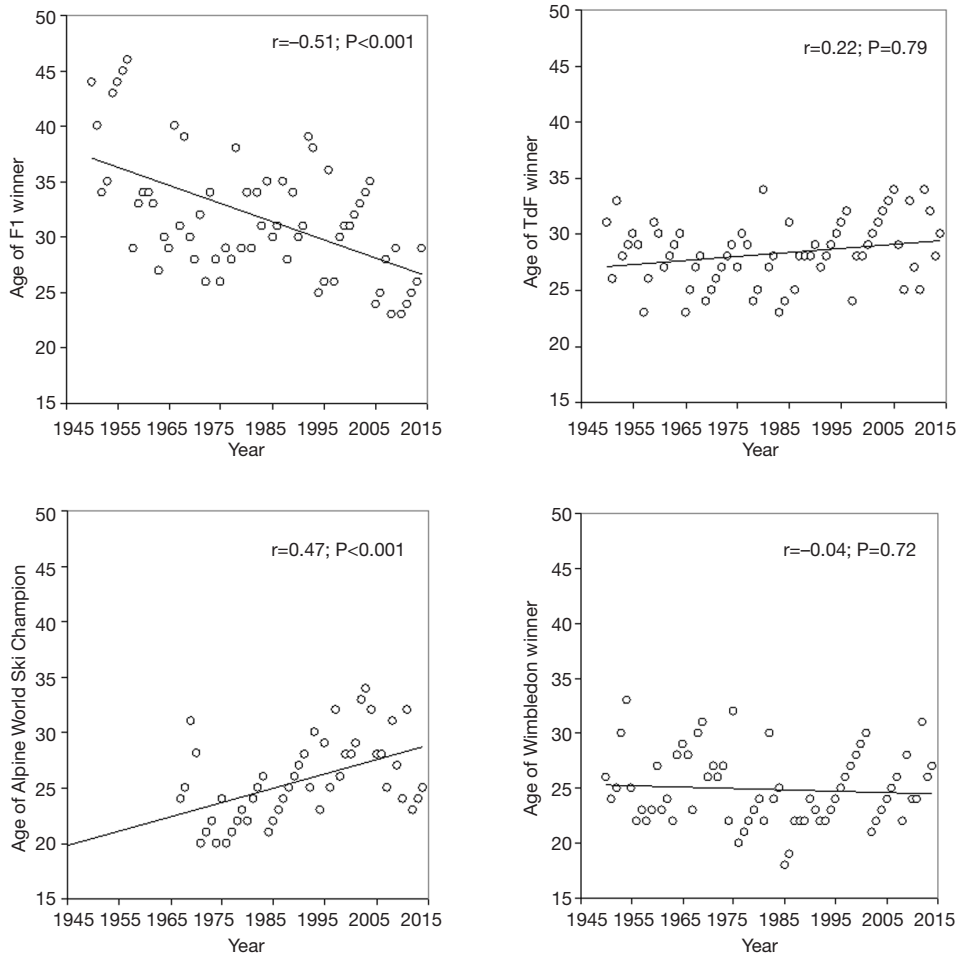 50
45
40
35
30
25
20
15
Age of F1 winner
r=–0.51; P<0.001
1945 1955 1965 1975 1985 1995 2005 2015
Year
50
45
40
35
30
25
20
15
Age of TdF winner
r=0.22; P=0.79
1945 1955 1965 1975 1985 1995 2005 2015
Year
50
45
40
35
30
25
20
15
Age of Alpine World Ski Champion
r=0.47; P<0.001
1945 1955 1965 1975 1985 1995 2005 2015
Year
50
45
40
35
30
25
20
15
Age of Wimbledon winner
r=–0.04; P=0.72
1945 1955 1965 1975 1985 1995 2005 2015
Year